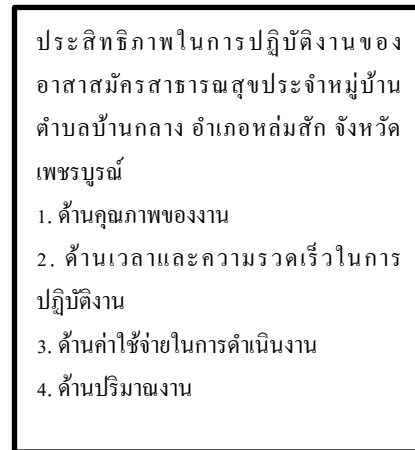 ประสิทธิภาพในการปฏิบัติงานของ
อาสาสมัครสาธารณสุขประจำหมู่บ้าน
ตำบลบ้านกลาง อำเภอหล่มสัก จังหวัด
เพชรบูรณ์
1. ด้านคุณภาพของงาน
2. ด้านเวลาและความรวดเร็วในการ
ปฏิบัติงาน
3. ด้านค่าใช้จ่ายในการดำเนินงาน
4. ด้านปริมาณงาน